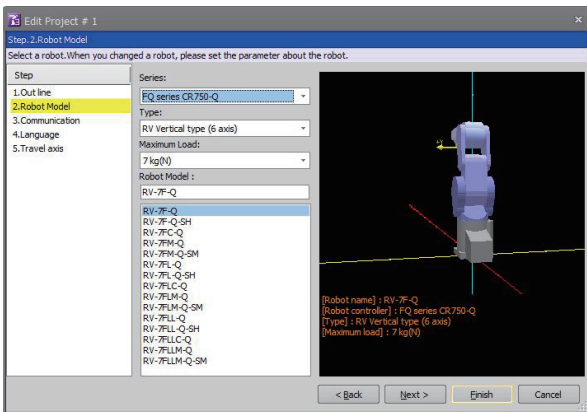 Edit Project # 1
Step.2.Robot Model
Select a robot.When you changed a robot, please set the parameter about the robot.
Step
1.Out line
2.Robot Model
3.Communication
4.Language
5.Travel axis
Series:
FQ series CR750-Q
Type:
RV Vertical type (6 axis)
Maximum Load:
7 kg(N)
Robot Model :
RV-7F-Q
RV-7F-Q
RV-7F-Q-SH
RV-7FC-Q
RV-7FM-Q
RV-7FM-Q-SM
RV-7FL-Q
RV-7FL-Q-SH
RV-7FLC-Q
RV-7FLM-Q
RV-7FLM-Q-SM
RV-7FLL-Q
RV-7FLL-Q-SH
RV-7FLLC-Q
RV-7FLLM-Q
RV-7FLLM-Q-SM
[Robot name] : RV-7F-Q
[Robot controller] : FQ series CR750-Q
[Type] : RV Vertical type (6 axis)
[Maximum load] : 7 kg(N)
< Back
Next >
Finish
Cancel